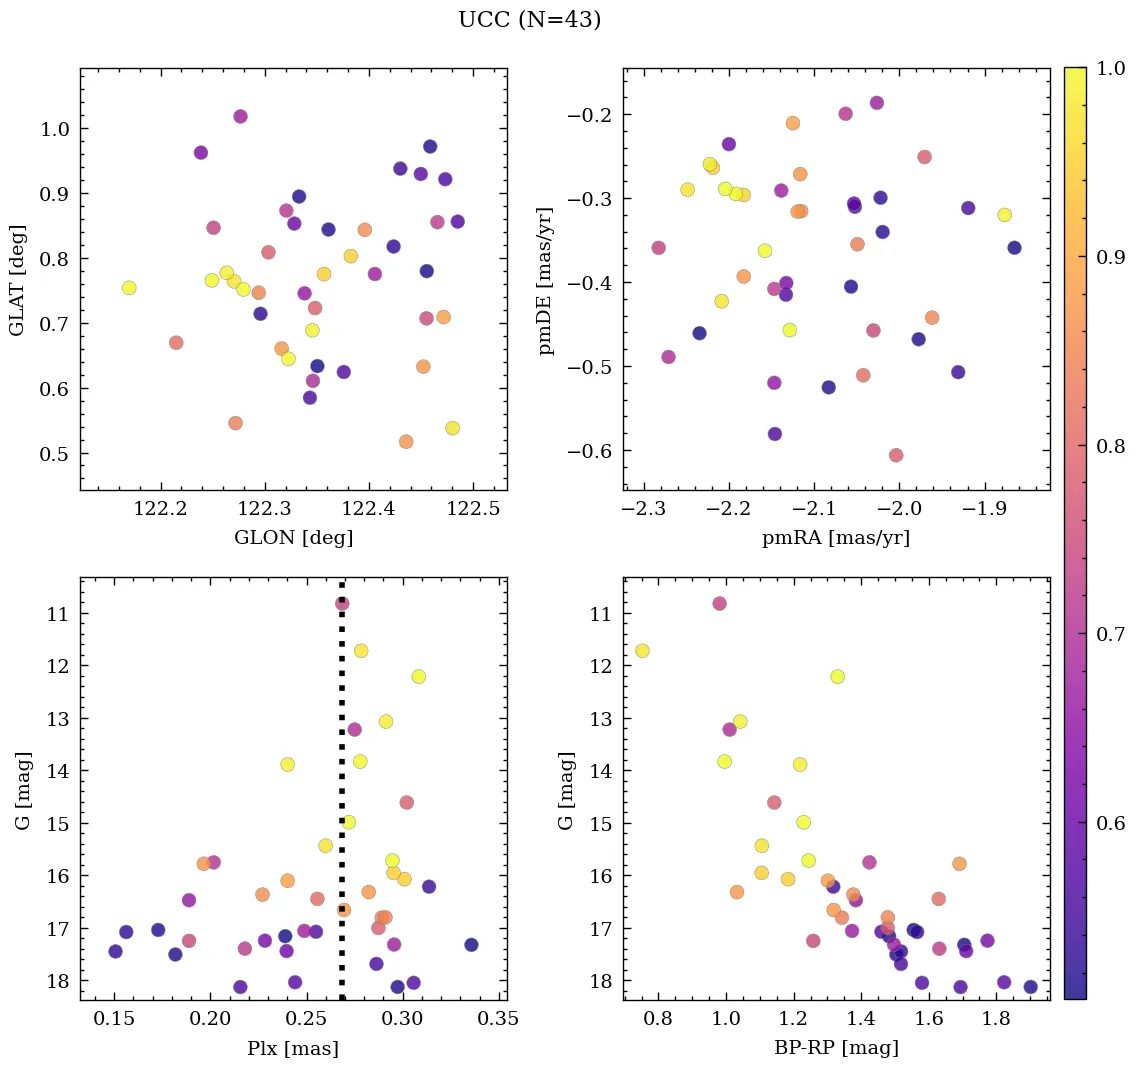 UCC (N=43)
1.0
0.9
0.8
0.7
0.6
0.5
GLAT [deg]
122.2 122.3 122.4 122.5
GLON [deg]
−0.2
−0.3
−0.4
−0.5
−0.6
pmDE [mas/yr]
−2.3 −2.2 −2.1 −2.0 −1.9
pmRA [mas/yr]
1.0
0.9
0.8
0.7
0.6
11
12
13
14
15
16
17
18
G [mag]
0.15 0.20 0.25 0.30 0.35
Plx [mas]
11
12
13
14
15
16
17
18
G [mag]
0.8 1.0 1.2 1.4 1.6 1.8
BP-RP [mag]